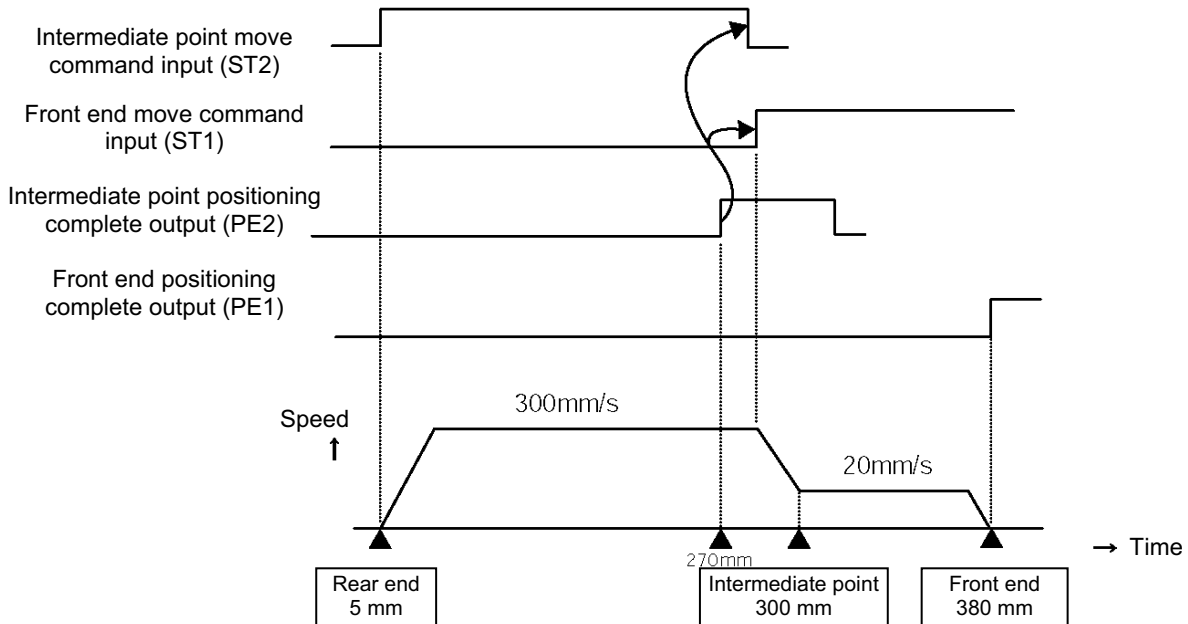 Intermediate point move
command input (ST2)
Front end move command
input (ST1)
Intermediate point positioning
complete output (PE2)
Front end positioning
complete output (PE1)
Speed
↑
300mm/s
20mm/s
→ Time
270mm
Rear end
5 mm
Intermediate point
300 mm
Front end
380 mm